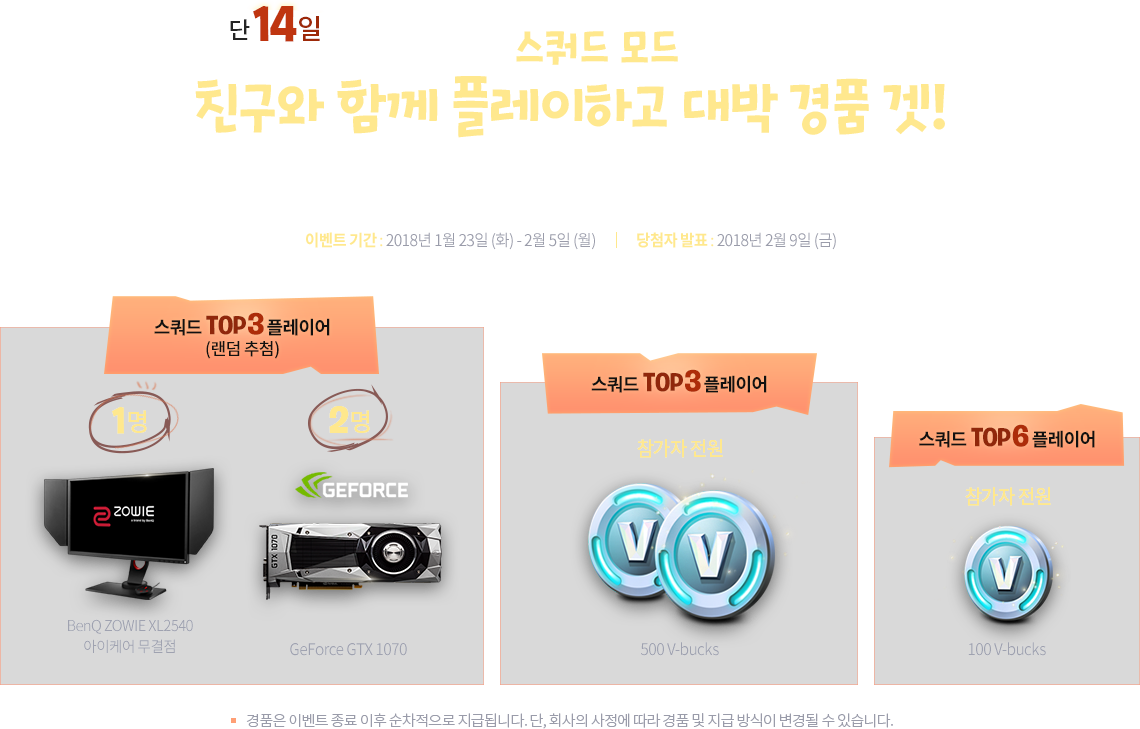 단 14일
스쿼드 모드
친구와 함께 플레이하고 대박 경품 겟!
이벤트 기간 : 2018년 1월 23일 (화) - 2월 5일 (월) | 당첨자 발표 : 2018년 2월 9일 (금)
스쿼드 TOP3 플레이어
(랜덤 추첨)
1명
2명
ZOWIE
a brand by BenQ
GEFORCE
GTX 1070
BenQ ZOWIE XL2540
아이케어 무결점
GeForce GTX 1070
스쿼드 TOP3 플레이어
참가자 전원
V
V
500 V-bucks
스쿼드 TOP6 플레이어
참가자 전원
V
100 V-bucks
경품은 이벤트 종료 이후 순차적으로 지급됩니다. 단, 회사의 사정에 따라 경품 및 지급 방식이 변경될 수 있습니다.